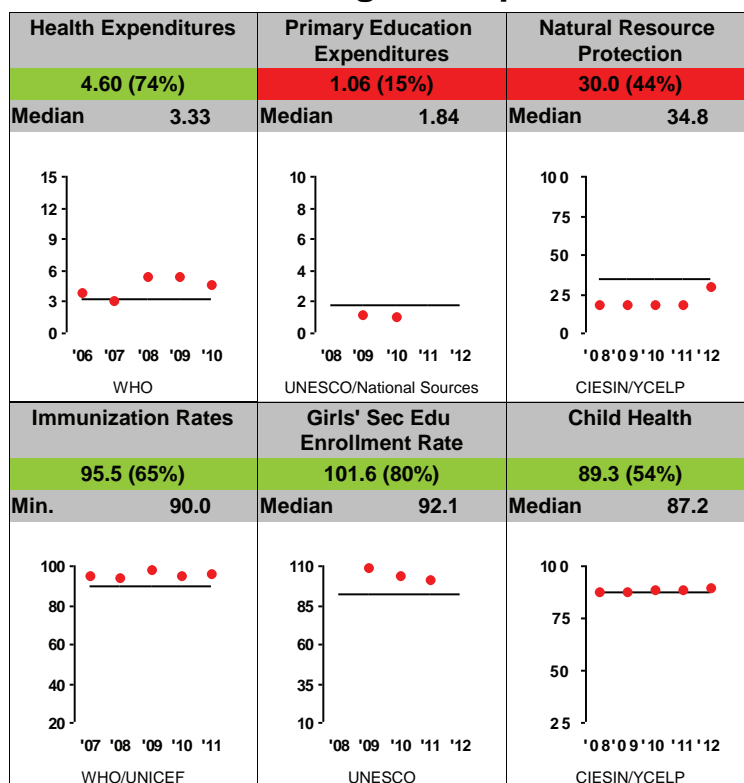 Health Expenditures
4.60 (74%)
Median 3.33
15
12
9
6
3
0
'06 '07 '08 '09 '10
WHO
Primary Education
Expenditures
1.06 (15%)
Median 1.84
10
8
6
4
2
0
'08 '09 '10 '11 '12
UNESCO/National Sources
Natural Resource
Protection
30.0 (44%)
Median 34.8
100
75
50
25
0
'08 '09 '10 '11 '12
CIESIN/YCELP
Immunization Rates
95.5 (65%)
Min. 90.0
100
80
60
40
20
'07 '08 '09 '10 '11
WHO/UNICEF
Girls' Sec Edu
Enrollment Rate
101.6 (80%)
Median 92.1
110
85
60
35
10
'08 '09 '10 '11 '12
UNESCO
Child Health
89.3 (54%)
Median 87.2
100
75
50
25
'08 '09 '10 '11 '12
CIESIN/YCELP